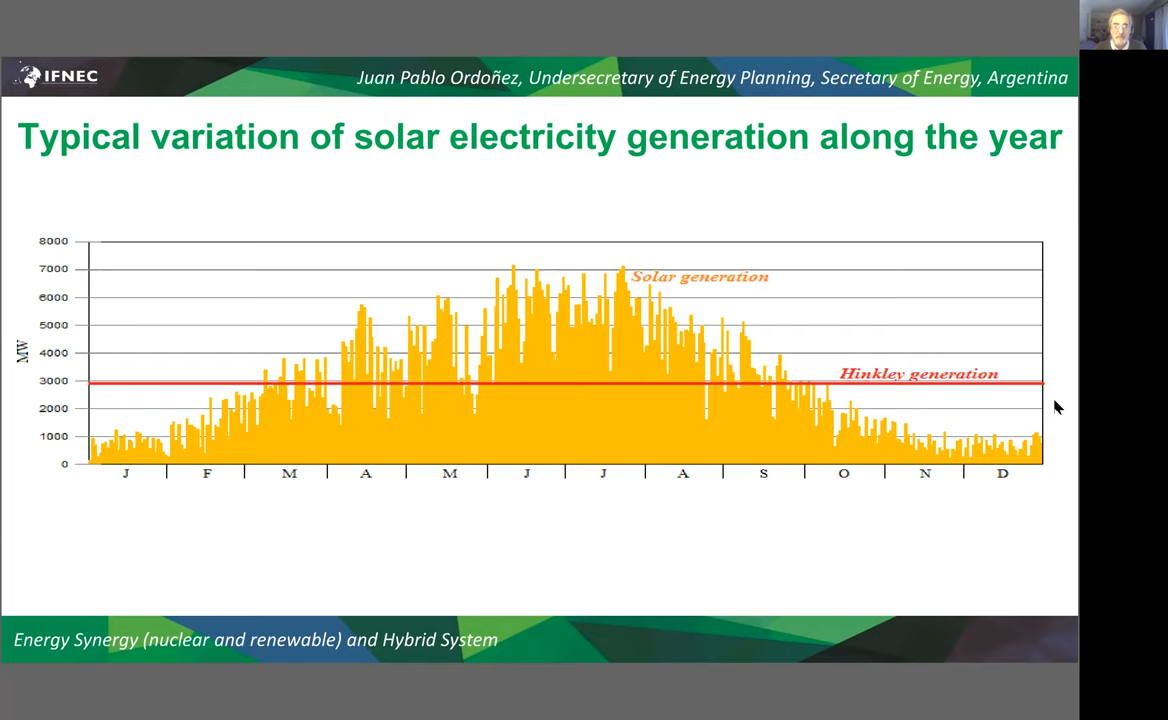 IFNEC
Juan Pablo Ordoñez, Undersecretary of Energy Planning, Secretary of Energy, Argentina
Typical variation of solar electricity generation along the year
MW
8000
7000
6000
5000
4000
3000
2000
1000
0
Solar generation
Hinkley generation
J F M A M J J A S O N D
Energy Synergy (nuclear and renewable) and Hybrid System